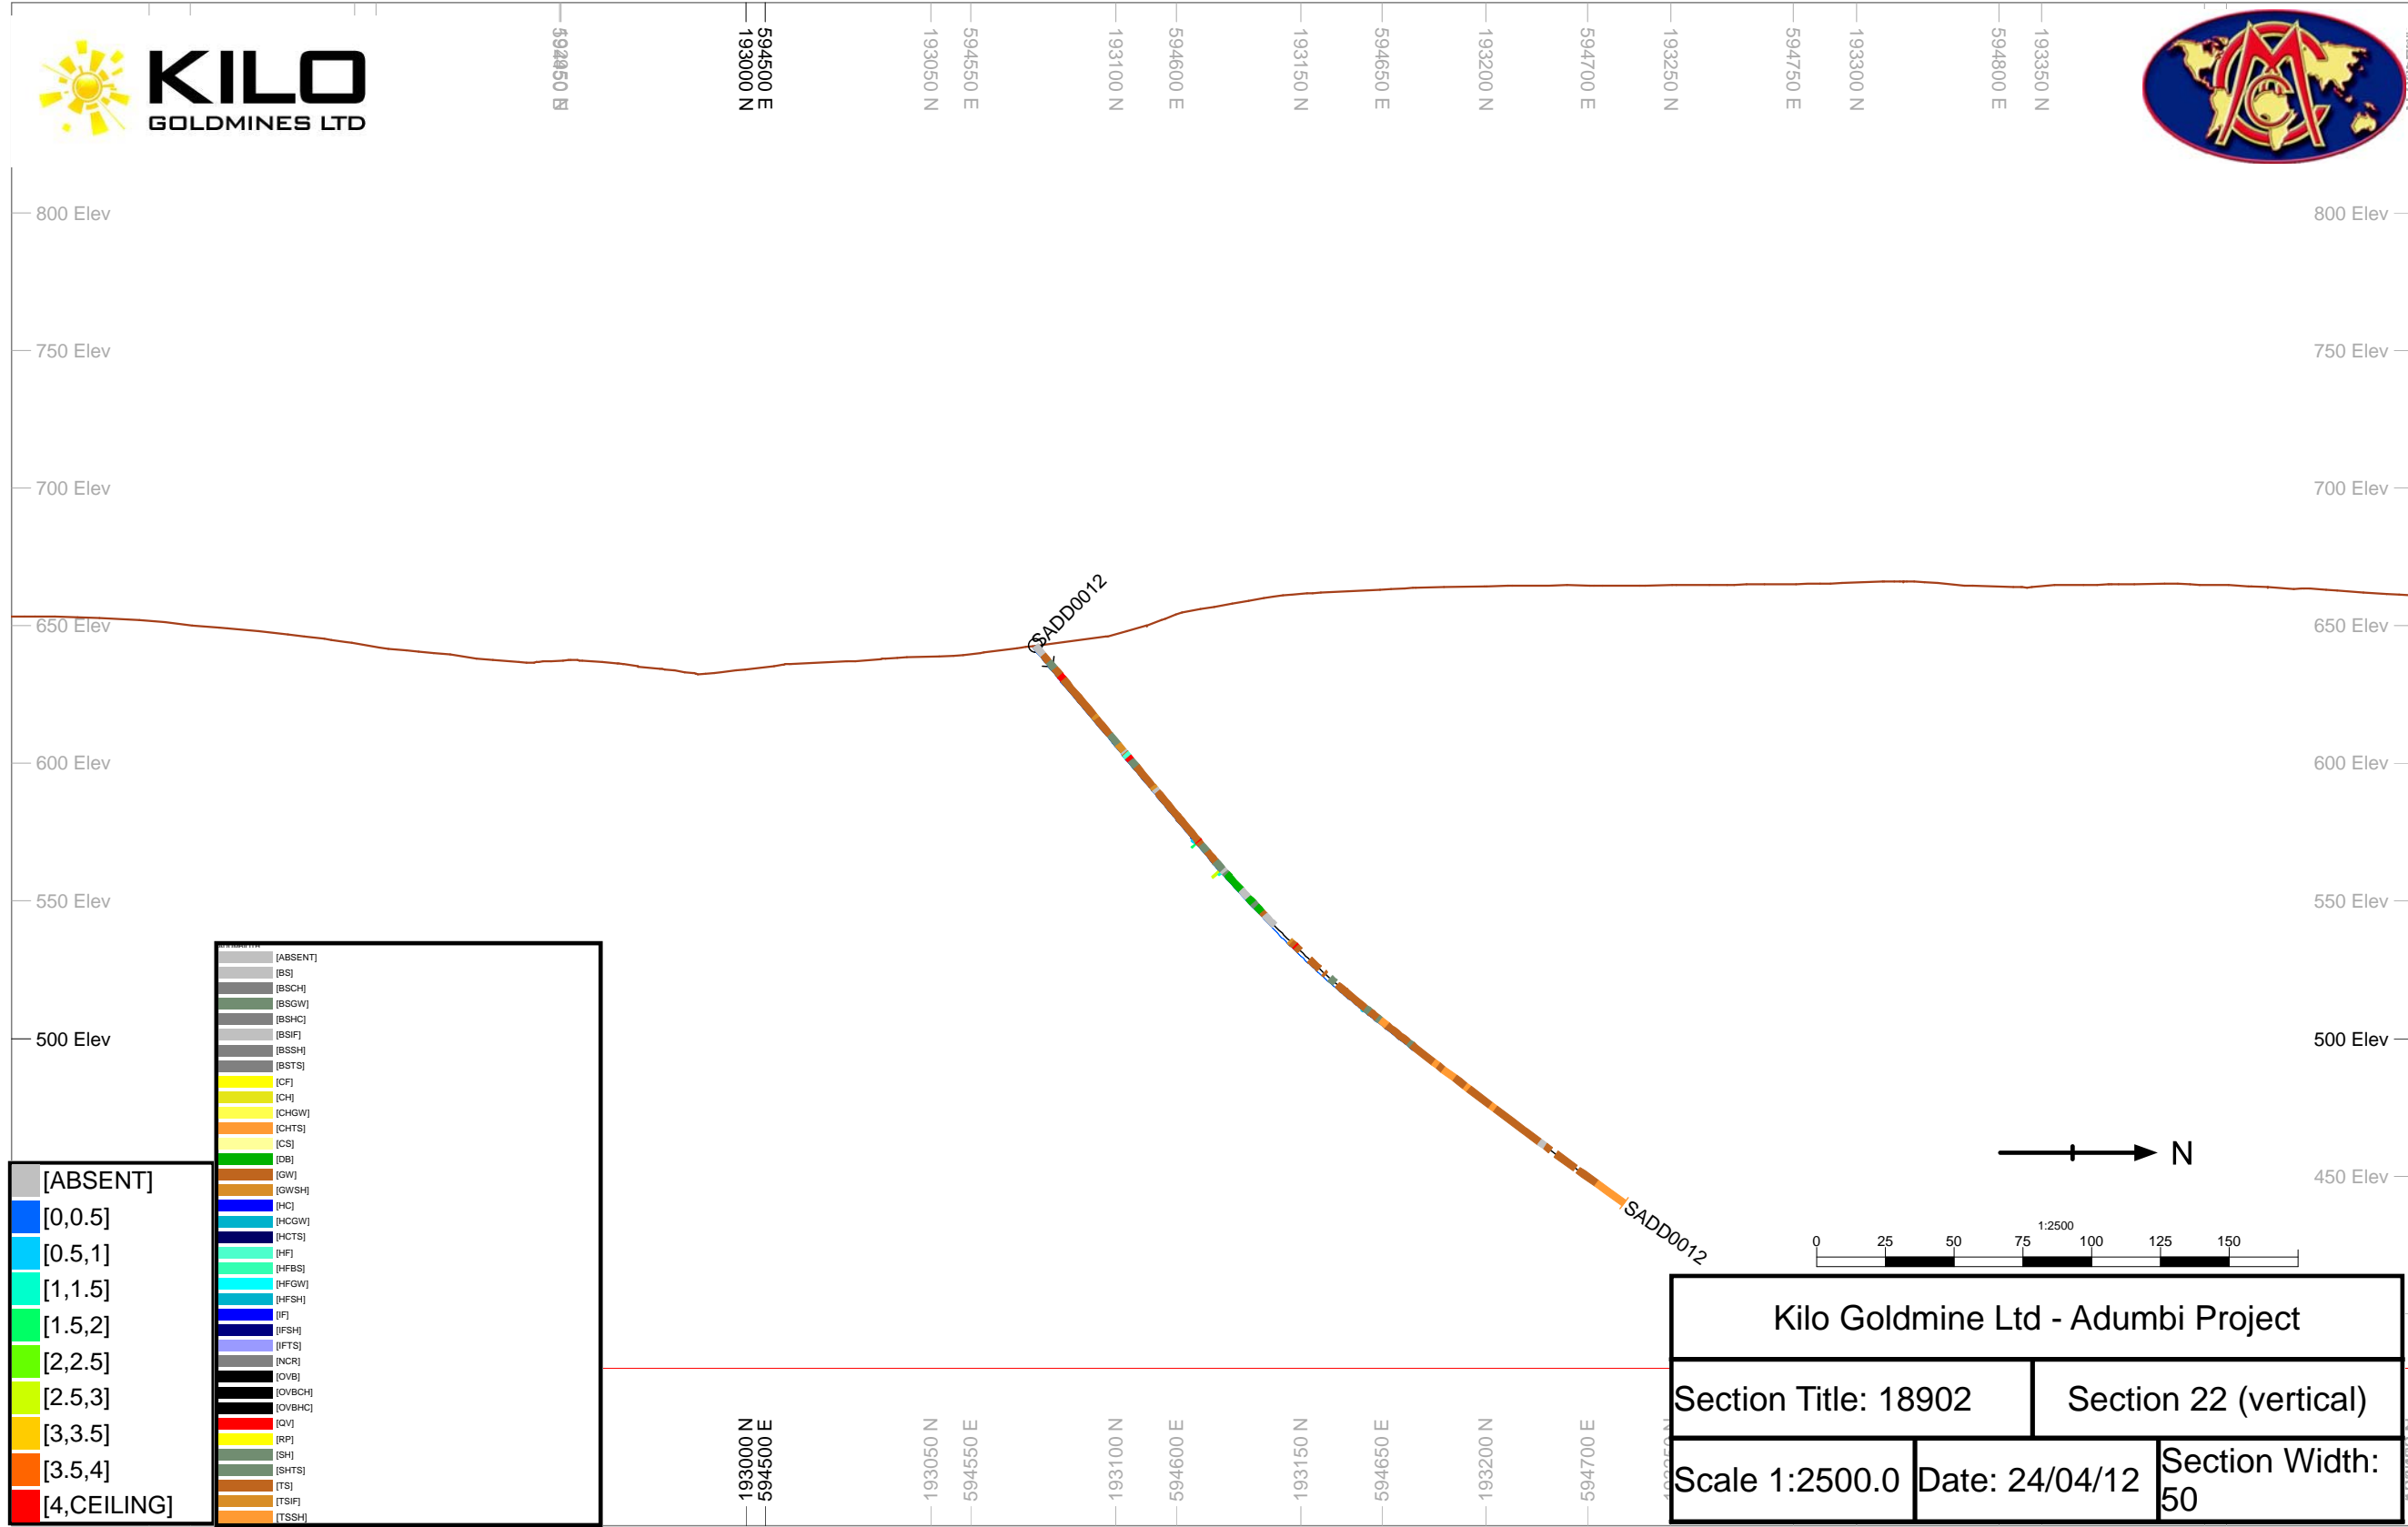 KILO
GOLDMINES LTD
193000 N
594500 E
193050 N
594550 E
193100 N
594600 E
193150 N
594650 E
193200 N
594700 E
193250 N
594750 E
193300 N
594800 E
193350 N
800 Elev
800 Elev
750 Elev
750 Elev
700 Elev
700 Elev
650 Elev
650 Elev
SADD0012
600 Elev
600 Elev
550 Elev
550 Elev
500 Elev
500 Elev
450 Elev
SADD0012
N
1:2500
0 25 50 75 100 125 150
[ABSENT]
[0,0.5]
[0.5,1]
[1,1.5]
[1.5,2]
[2,2.5]
[2.5,3]
[3,3.5]
[3.5,4]
[4,CEILING]
[ABSENT]
[BS]
[BSCH]
[BSGW]
[BSHC]
[BSIF]
[BSSH]
[BSTS]
[CF]
[CH]
[CHGW]
[CHTS]
[CS]
[DB]
[GW]
[GWSH]
[HC]
[HCGW]
[HCTS]
[HF]
[HFBS]
[HFGW]
[HFSH]
[IF]
[IFSH]
[IFTS]
[NCR]
[OVB]
[OVBCH]
[OVBHC]
[QV]
[RP]
[SH]
[SHTS]
[TS]
[TSIF]
[TSSH]
193000 N
594500 E
193050 N
594550 E
193100 N
594600 E
193150 N
594650 E
193200 N
594700 E
Kilo Goldmine Ltd - Adumbi Project
Section Title: 18902
Section 22 (vertical)
Scale 1:2500.0
Date: 24/04/12
Section Width:
50